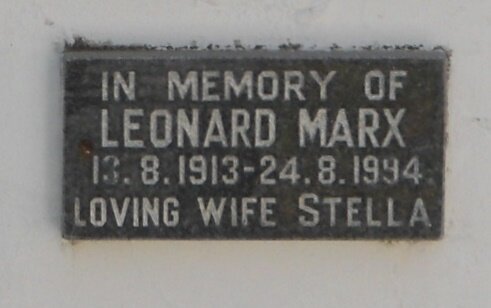 IN MEMORY OF
LEONARD MARX
13.8.1913-24.8.1994
LOVING WIFE STELLA